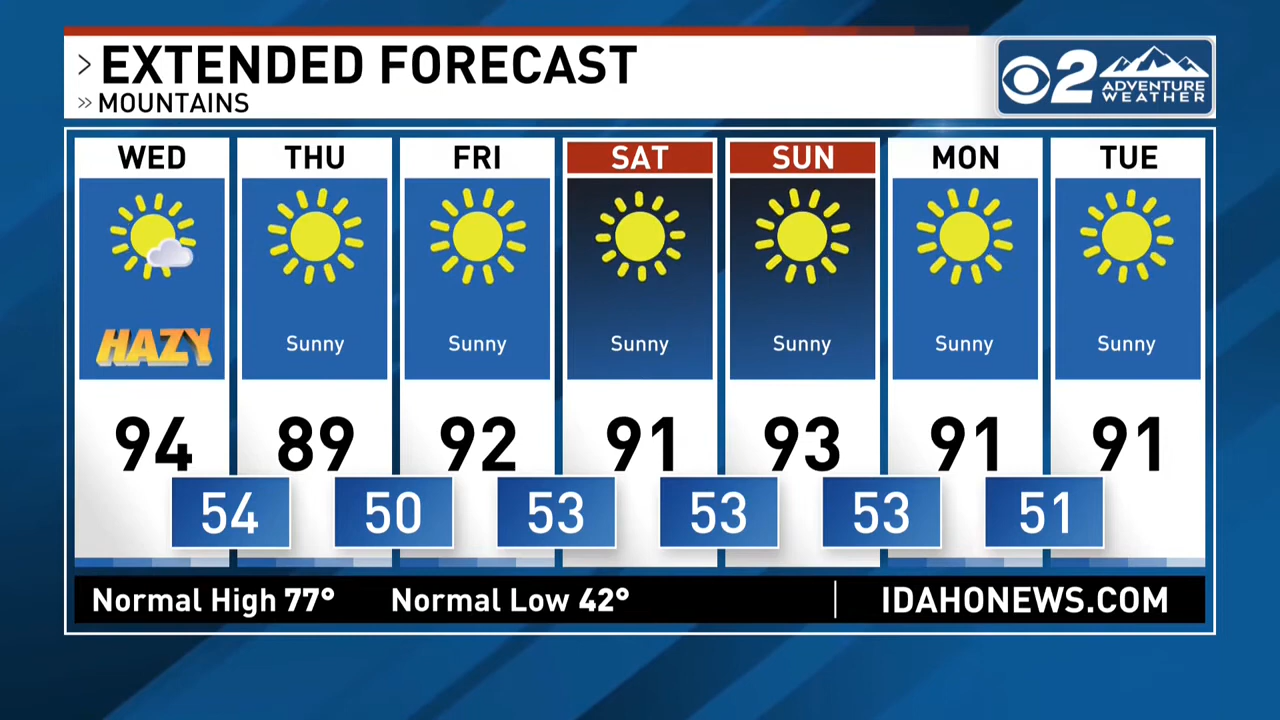 > EXTENDED FORECAST
» MOUNTAINS
2 ADVENTURE
WEATHER
WED THU FRI SAT SUN MON TUE
HAZY Sunny Sunny Sunny Sunny Sunny Sunny
94 89 92 91 93 91 91
54 50 53 53 53 51
Normal High 77° Normal Low 42° | IDAHONEWS.COM